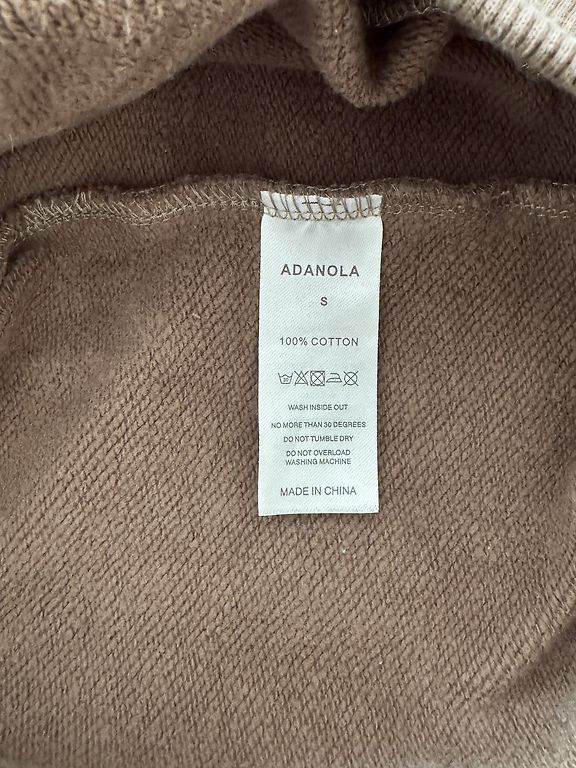 ADANOLA
S
100% COTTON
WASH INSIDE OUT
NO MORE THAN 30 DEGREES
DO NOT TUMBLE DRY
DO NOT OVERLOAD
WASHING MACHINE
MADE IN CHINA